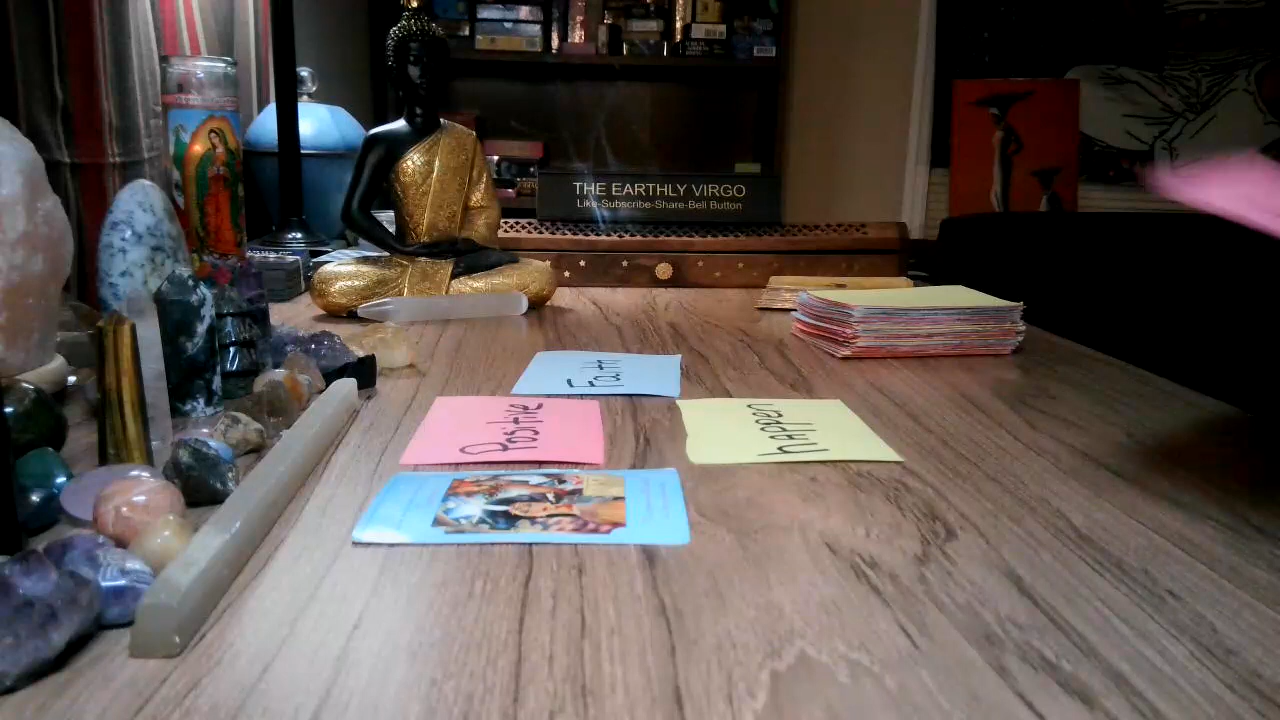 THE EARTHLY VIRGO
Like-Subscribe-Share-Bell Button
Faith
Positive
happen